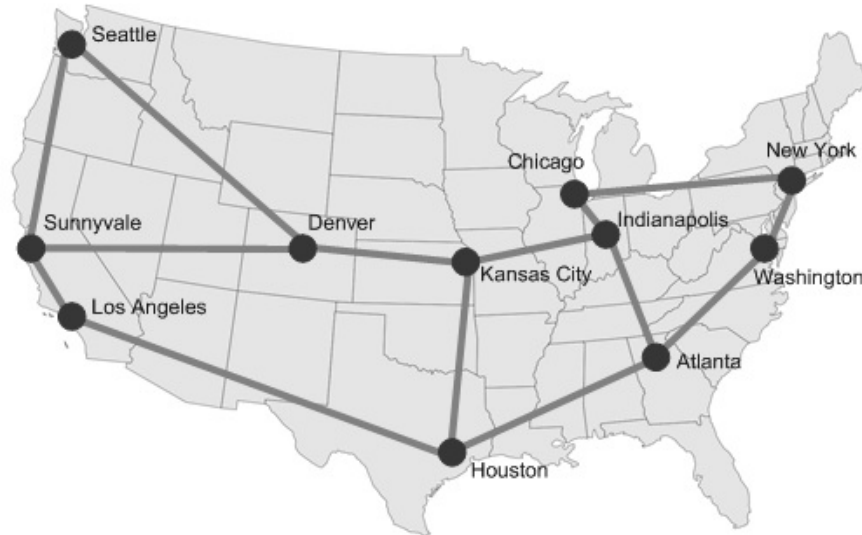 Seattle
Chicago
New York
Sunnyvale
Denver
Indianapolis
Kansas City
Washington
Los Angeles
Atlanta
Houston